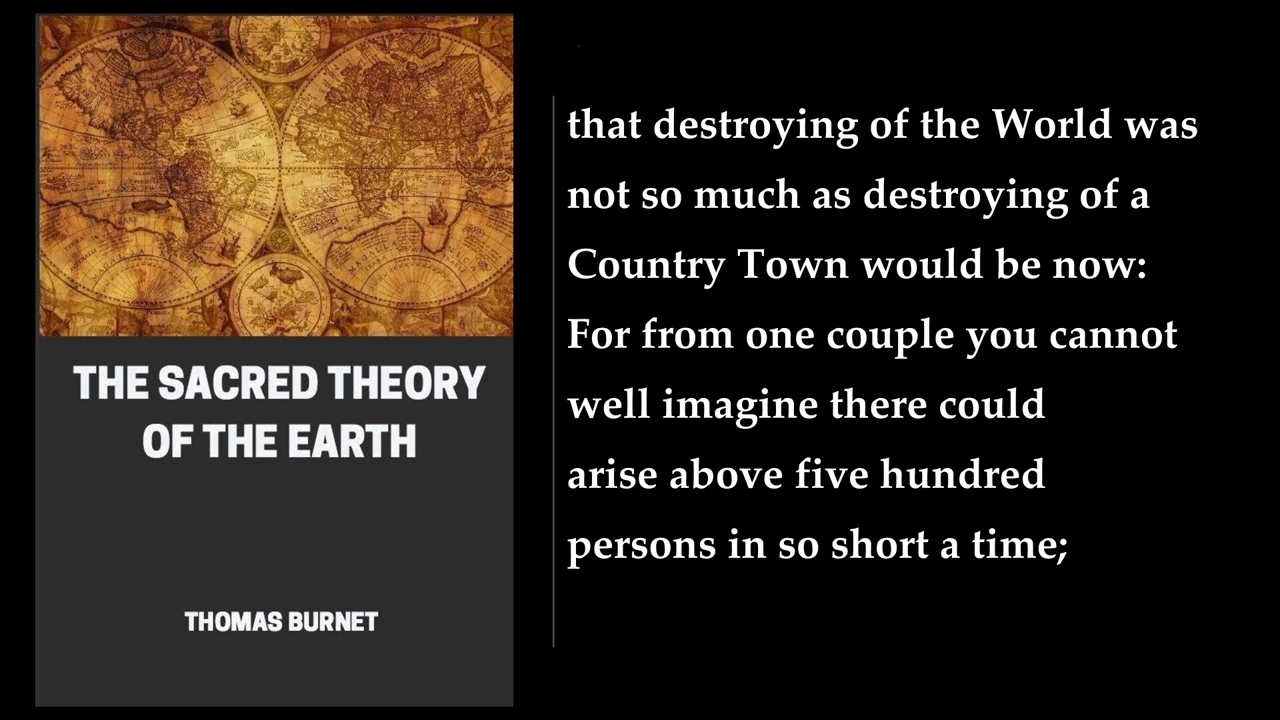 THE SACRED THEORY
OF THE EARTH
THOMAS BURNET
that destroying of the World was
not so much as destroying of a
Country Town would be now:
For from one couple you cannot
well imagine there could
arise above five hundred
persons in so short a time;